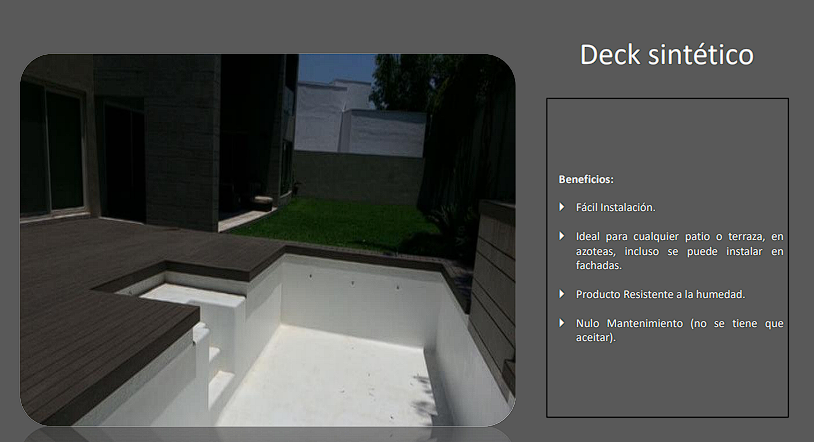 Deck sintético
Beneficios:
Fácil Instalación.
Ideal para cualquier patio o terraza, en
azoteas, incluso se puede instalar en
fachadas.
Producto Resistente a la humedad.
Nulo Mantenimiento (no se tiene que
aceitar).